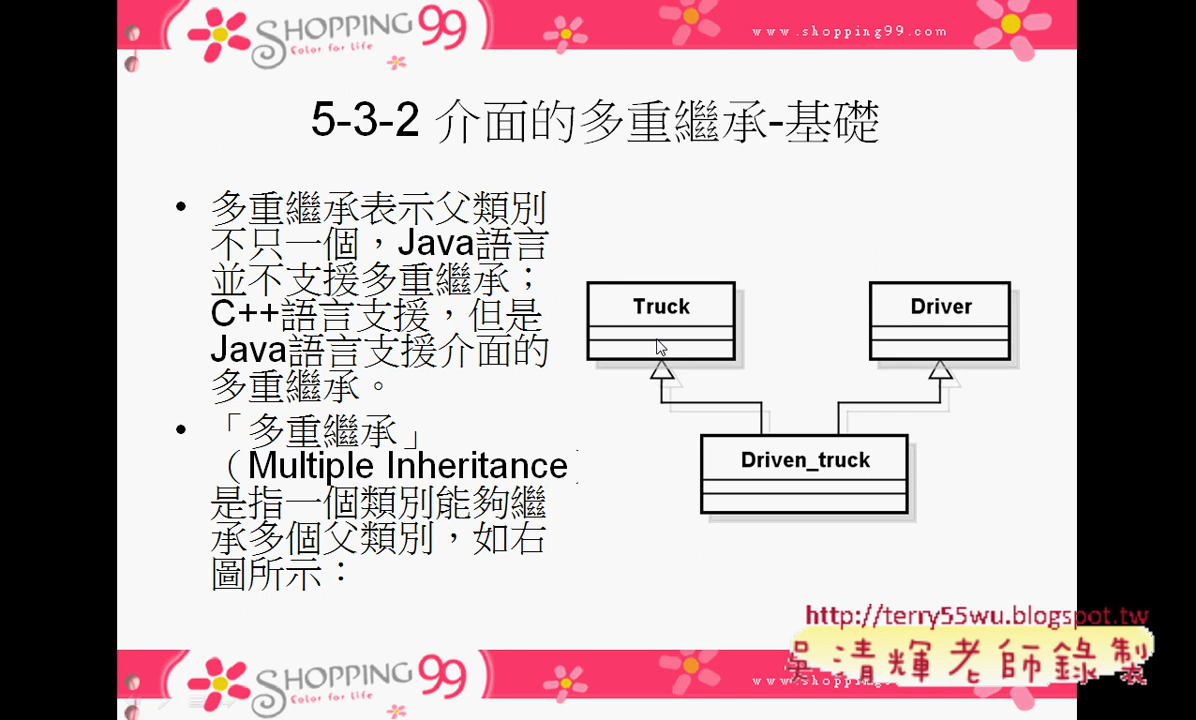 SHOPPING 99
Color for Life
www.shopping99.com
5-3-2 介面的多重繼承-基礎
• 多重繼承表示父類別
不只一個，Java語言
並不支援多重繼承；
C++語言支援，但是
Java語言支援介面的
多重繼承。
• 「多重繼承」
（Multiple Inheritance）
是指一個類別能夠繼
承多個父類別，如右
圖所示：
Truck
Driver
Driven_truck
http://terry55wu.blogspot.tw
吳清輝老師錄製
SHOPPING 99
Color for Life
www.shopping9